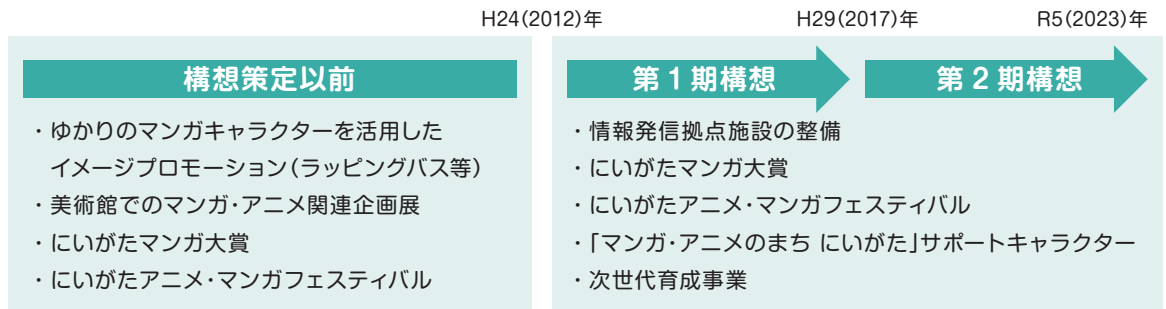 H24(2012)年
H29(2017)年
R5(2023)年
構想策定以前
・ゆかりのマンガキャラクターを活用した
イメージプロモーション(ラッピングバス等)
・美術館でのマンガ・アニメ関連企画展
・にいがたマンガ大賞
・にいがたアニメ・マンガフェスティバル
第1期構想
第2期構想
・情報発信拠点施設の整備
・にいがたマンガ大賞
・にいがたアニメ・マンガフェスティバル
・「マンガ・アニメのまち にいがた」サポートキャラクター
・次世代育成事業